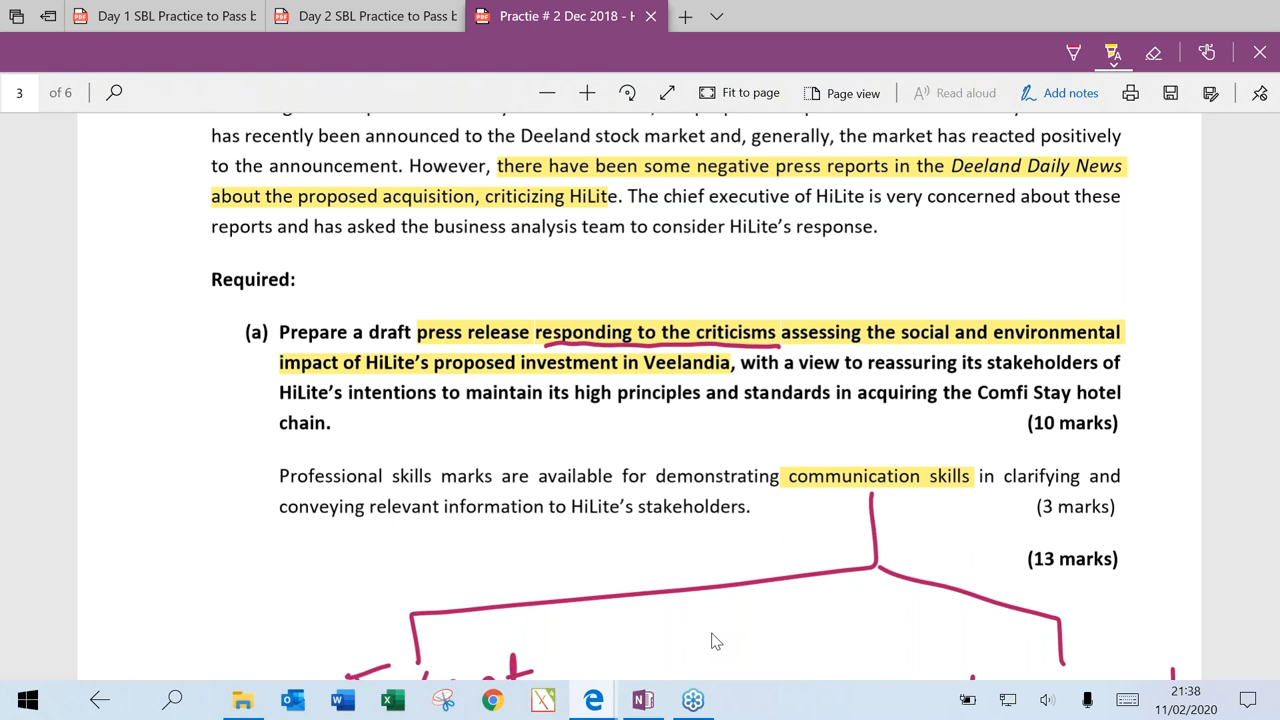 Day 1 SBL Practice to Pass b
Day 2 SBL Practice to Pass b
Practie # 2 Dec 2018 - H
3 of 6
Fit to page
Page view
Read aloud
Add notes
has recently been announced to the Deeland stock market and, generally, the market has reacted positively
to the announcement. However, there have been some negative press reports in the Deeland Daily News
about the proposed acquisition, criticizing HiLite. The chief executive of HiLite is very concerned about these
reports and has asked the business analysis team to consider HiLite's response.
Required:
(a) Prepare a draft press release responding to the criticisms assessing the social and environmental
impact of HiLite's proposed investment in Veelandia, with a view to reassuring its stakeholders of
HiLite's intentions to maintain its high principles and standards in acquiring the Comfi Stay hotel
chain. (10 marks)
Professional skills marks are available for demonstrating communication skills in clarifying and
conveying relevant information to HiLite's stakeholders. (3 marks)
(13 marks)
21:38
11/02/2020